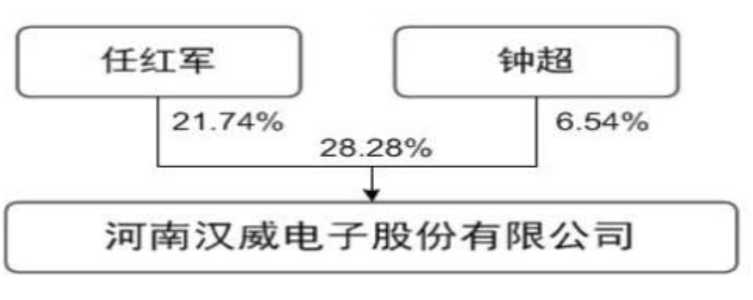 任红军
钟超
21.74%
6.54%
28.28%
河南汉威电子股份有限公司